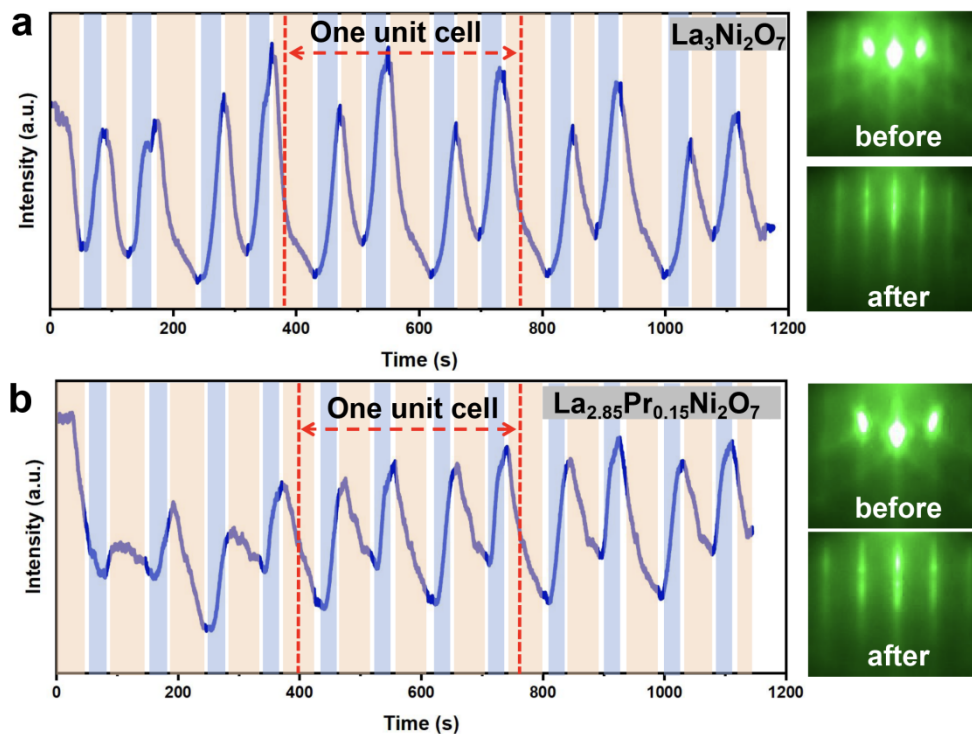 a
One unit cell
La₃Ni₂O₇
before
after
Intensity (a.u.)
0 200 400 600 800 1000 1200
Time (s)
b
One unit cell
La₂.₈₅Pr₀.₁₅Ni₂O₇
before
after
Intensity (a.u.)
0 200 400 600 800 1000 1200
Time (s)